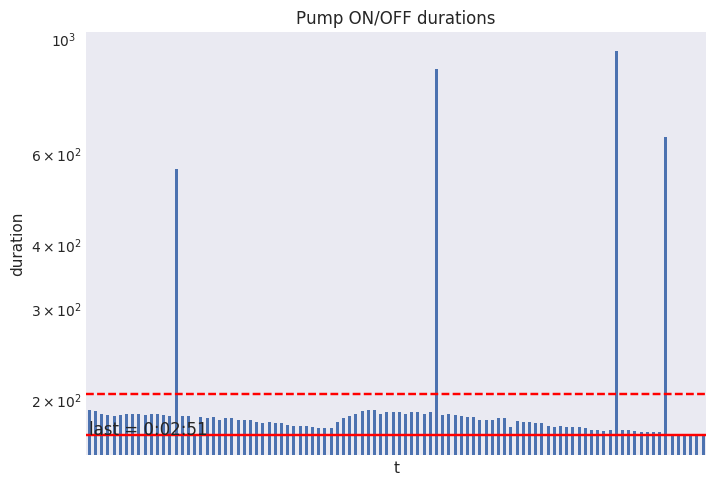 Pump ON/OFF durations
10³
6 × 10²
4 × 10²
3 × 10²
2 × 10²
duration
last = 0:02:51
t